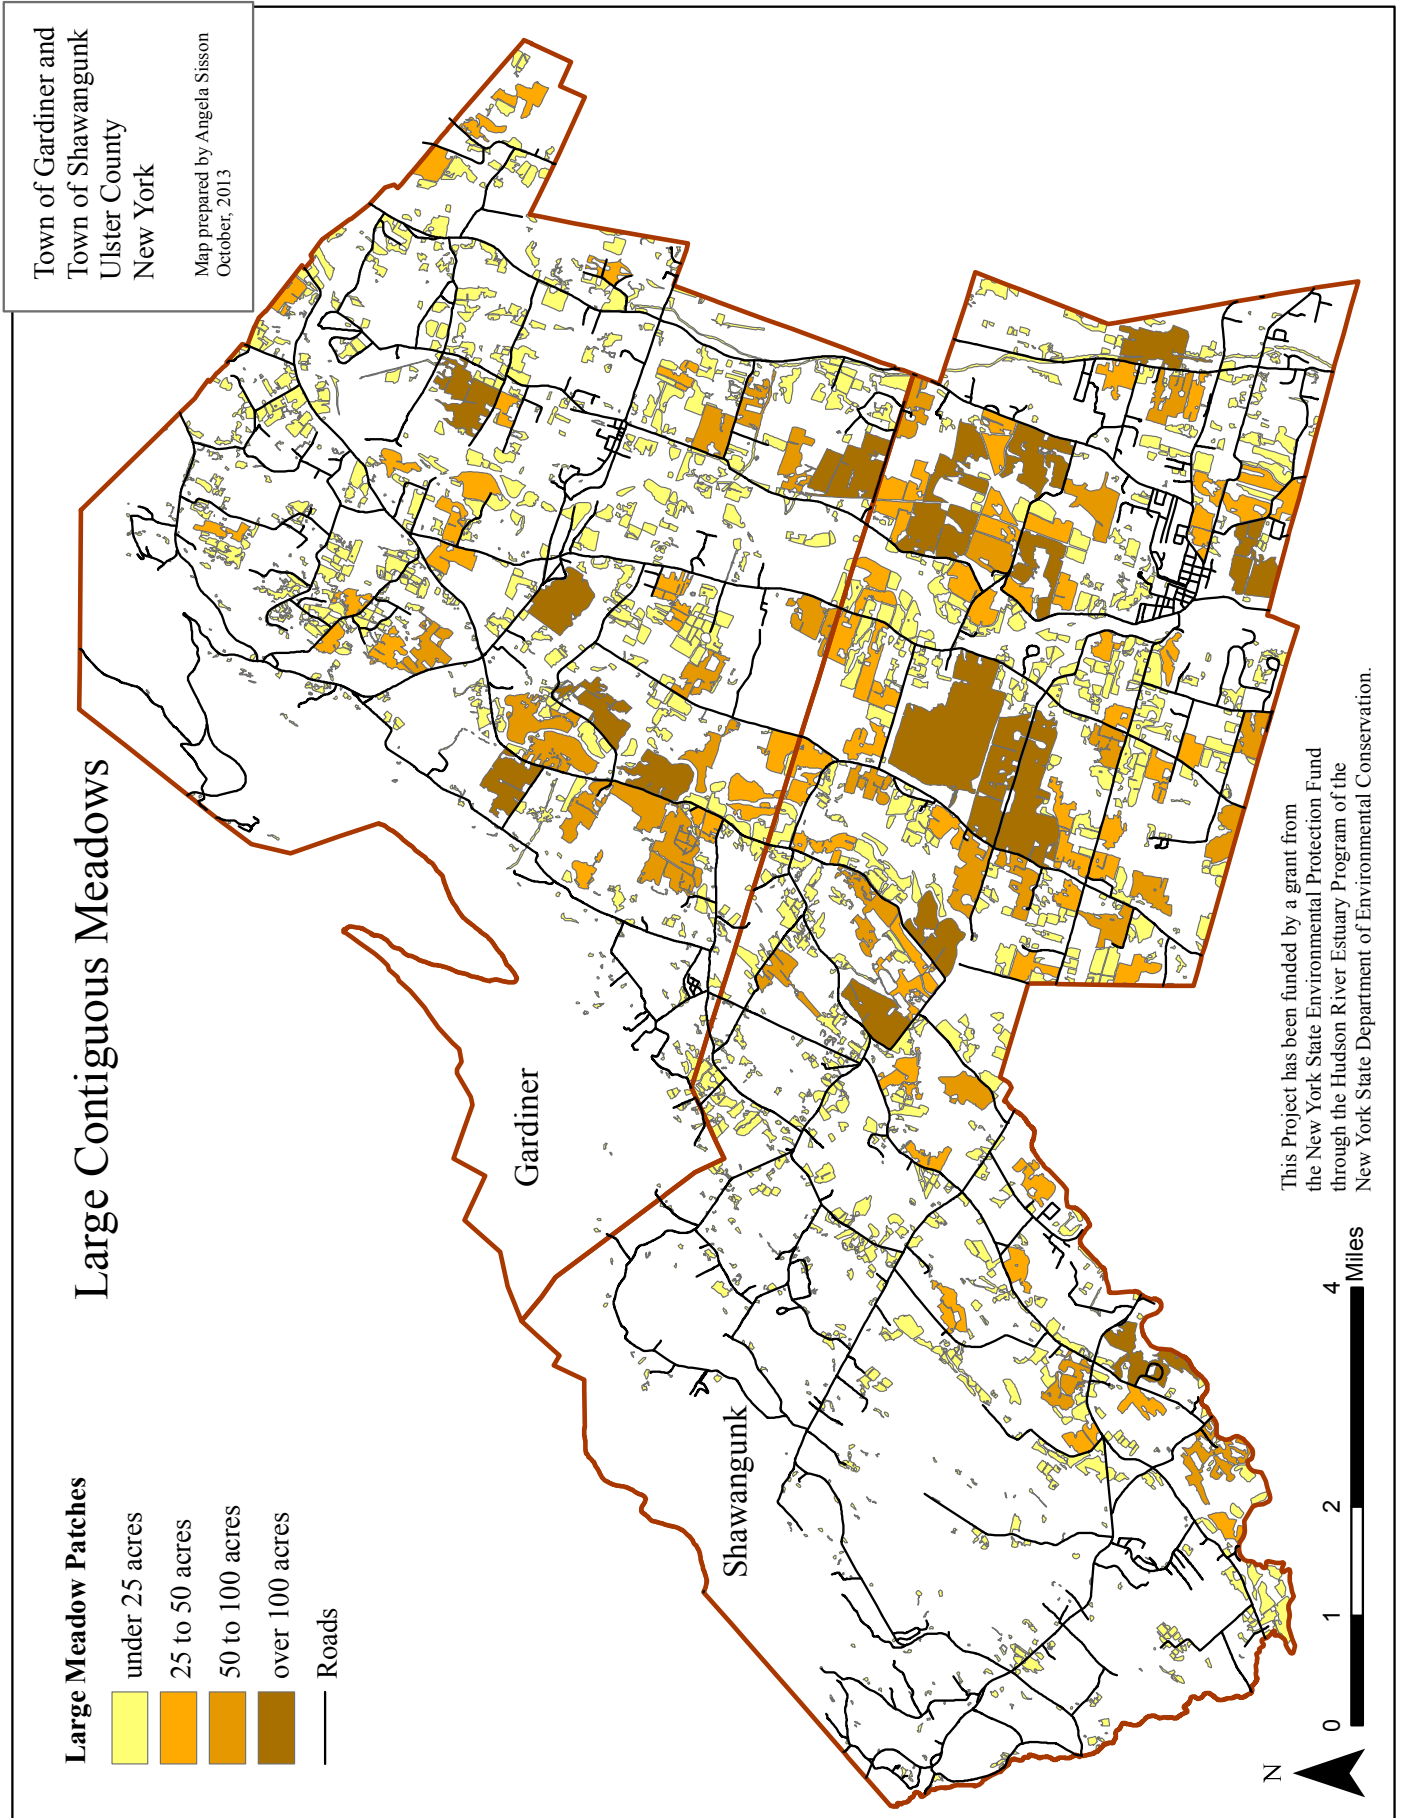 Large Contiguous Meadows
Town of Gardiner and
Town of Shawangunk
Ulster County
New York
Map prepared by Angela Sisson
October, 2013
Large Meadow Patches
under 25 acres
25 to 50 acres
50 to 100 acres
over 100 acres
Roads
Gardiner
Shawangunk
N
0 1 2 4
Miles
This Project has been funded by a grant from
the New York State Environmental Protection Fund
through the Hudson River Estuary Program of the
New York State Department of Environmental Conservation.